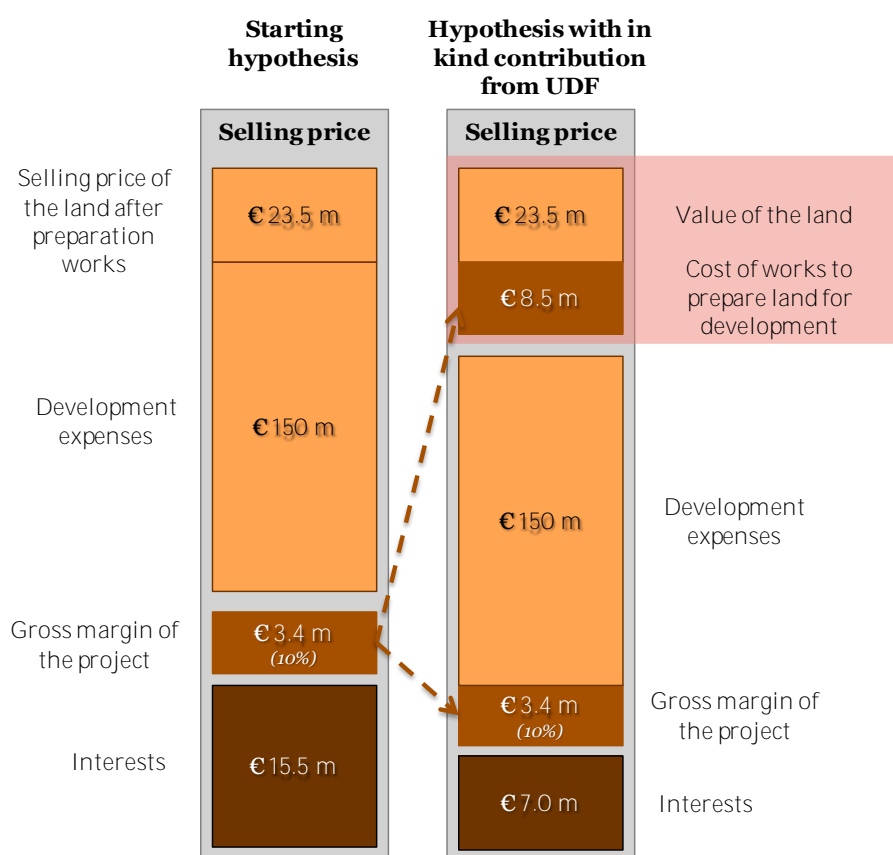 Starting
hypothesis
Hypothesis with in
kind contribution
from UDF
Selling price
Selling price
Selling price of
the land after
preparation
works
€ 23.5 m
€ 23.5 m
Value of the land
€ 8.5 m
Cost of works to
prepare land for
development
Development
expenses
€ 150 m
€ 150 m
Development
expenses
Gross margin of
the project
€ 3.4 m
(10%)
€ 3.4 m
(10%)
Gross margin of
the project
Interests
€ 15.5 m
€ 7.0 m
Interests